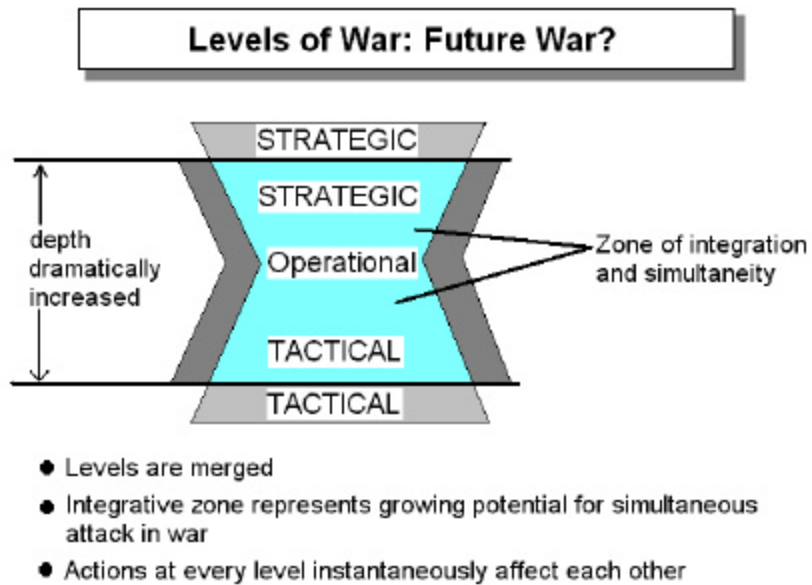 Levels of War: Future War?
STRATEGIC
STRATEGIC
depth
dramatically
increased
Operational
Zone of integration
and simultaneity
TACTICAL
TACTICAL
● Levels are merged
● Integrative zone represents growing potential for simultaneous
attack in war
● Actions at every level instantaneously affect each other